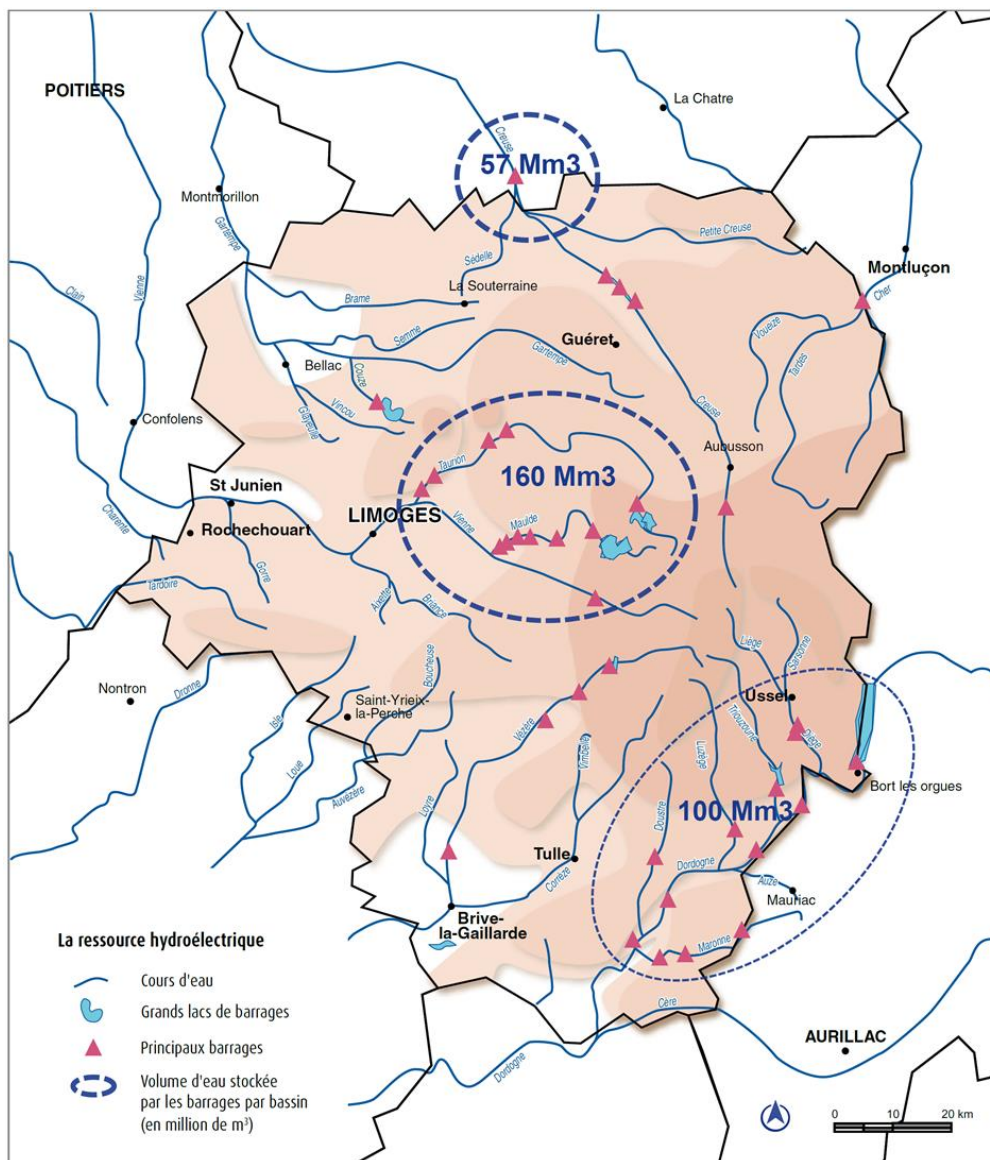 POITIERS
La Chatre
Creuse
57 Mm3
Montmorillon
Gartempe
Petite Creuse
Sédelle
Montluçon
Cher
Clain
Vienne
La Souterraine
Brame
Semme
Voueize
Tardes
Guéret
Gartempe
Bellac
Couze
Vincou
Glayeule
Confolens
Creuse
Aubusson
Taurion
160 Mm3
St Junien
LIMOGES
Vienne
Maulde
Charente
Rochechouart
Gorre
Tardoire
Aixette
Briance
Liège
Sarsonne
Nontron
Dronne
Boucheuse
Saint-Yrieix-
la-Perche
Ussel
Isle
Loue
Vézère
Vimbelle
Luzège
Triouzoune
Diège
Bort les orgues
Auvézère
Loyre
Doustre
100 Mm3
Tulle
Corrèze
Dordogne
Auze
Mauriac
Brive-
la-Gaillarde
Maronne
La ressource hydroélectrique
Cours d'eau
Grands lacs de barrages
Principaux barrages
Volume d'eau stockée
par les barrages par bassin
(en million de m³)
Cère
AURILLAC
Dordogne
0 10 20 km